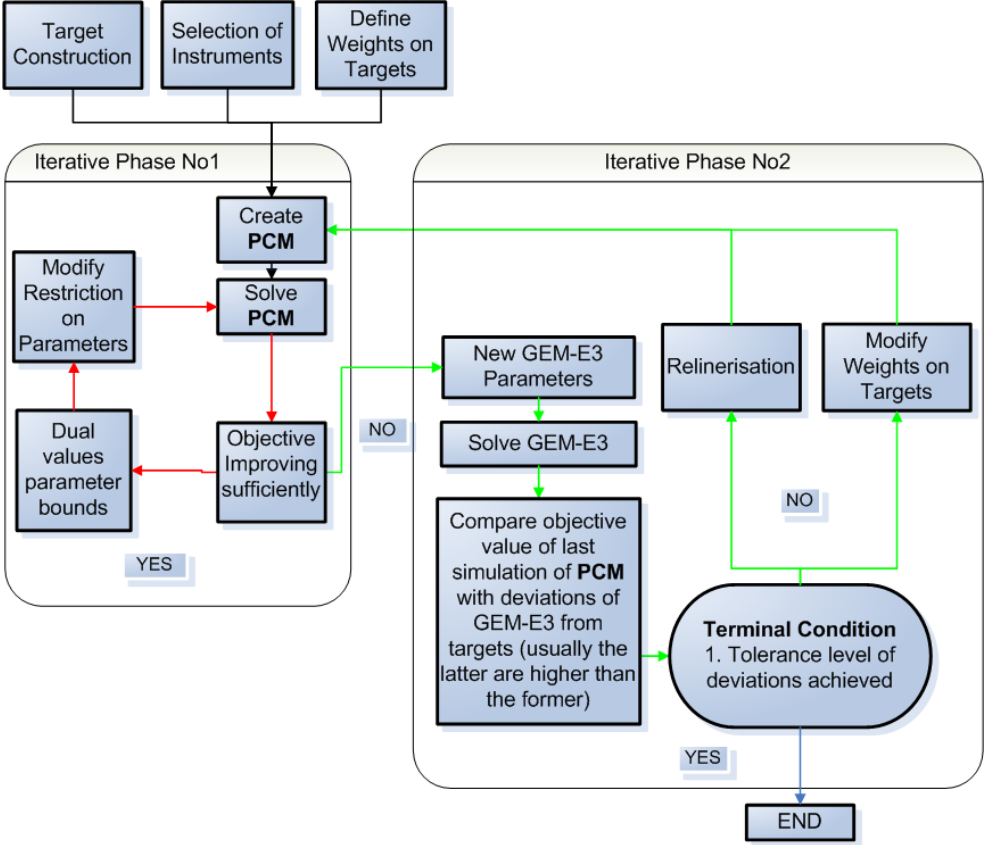 Target
Construction
Selection of
Instruments
Define
Weights on
Targets
Iterative Phase No1
Create
PCM
Solve
PCM
Modify
Restriction
on
Parameters
Dual
values
parameter
bounds
Objective
Improving
sufficiently
YES
NO
Iterative Phase No2
New GEM-E3
Parameters
Solve GEM-E3
Compare objective
value of last
simulation of PCM
with deviations of
GEM-E3 from
targets (usually the
latter are higher than
the former)
Relinerisation
Modify
Weights on
Targets
NO
Terminal Condition
1. Tolerance level of
deviations achieved
YES
END